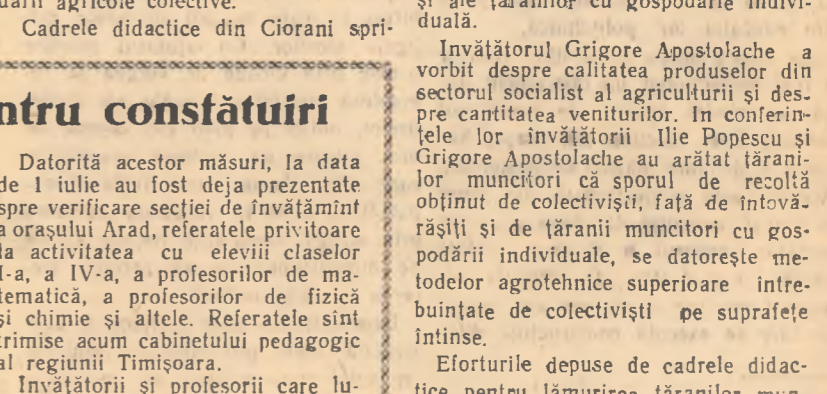 agricole colective.
Cadrele didactice din Ciorani spri-
ntru consfătuiri
Datorită acestor măsuri, la data
de 1 iulie au fost deja prezentate
spre verificare secției de învățămînt
a orașului Arad, referatele privitoare
la activitatea cu elevii claselor
I-a, a IV-a, a profesorilor de ma-
tematică, a profesorilor de fizică
și chimie și altele. Referatele sînt
trimise acum cabinetului pedagogic
al regiunii Timișoara.
Invățătorii și profesorii care lu-
și ale țăranilor cu gospodărie indivi-
duală.
Invățătorul Grigore Apostolache a
vorbit despre calitatea produselor din
sectorul socialist al agriculturii și des-
pre cantitatea veniturilor. In conferin-
țele lor învățătorii Ilie Popescu și
Grigore Apostolache au arătat țărani-
lor muncitori că sporul de recoltă
obținut de colectiviști, față de întovă-
rășiți și de țăranii muncitori cu gos-
podării individuale, se datorește me-
todelor agrotehnice superioare între-
buințate de colectiviști pe suprafețe
întinse.
Eforturile depuse de cadrele didac-
tice pentru lămurirea țăranilor mun-